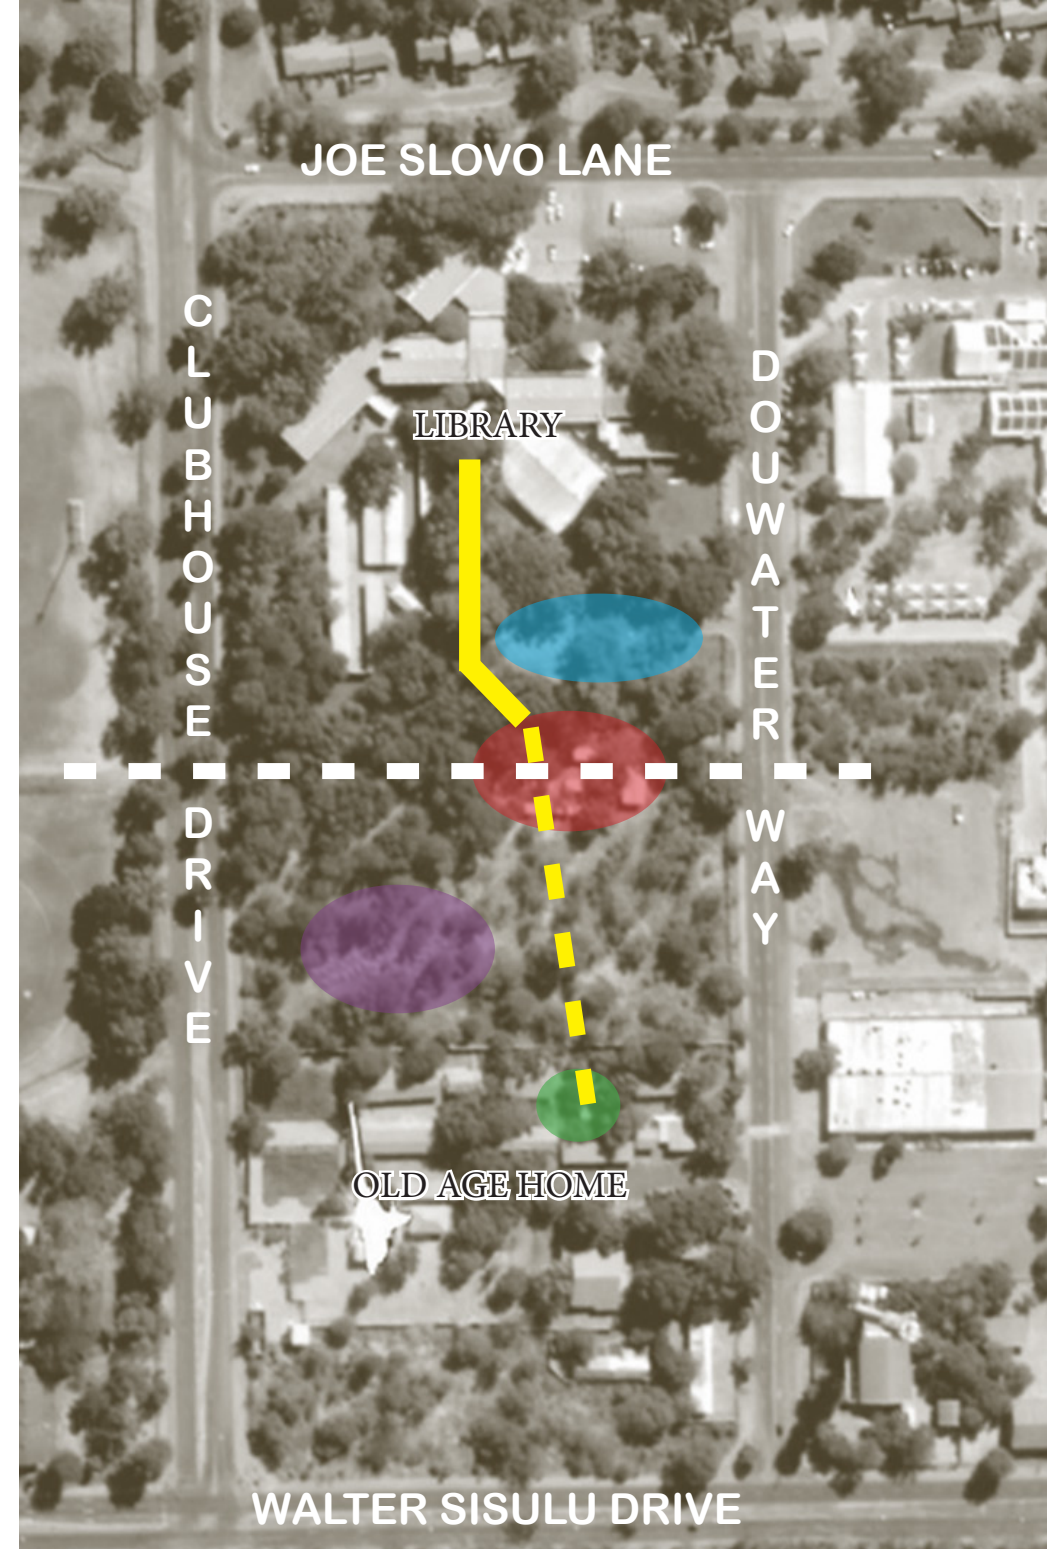 JOE SLOVO LANE
CLUBHOUSE DRIVE
DOUWATER WAY
LIBRARY
OLD AGE HOME
WALTER SISULU DRIVE